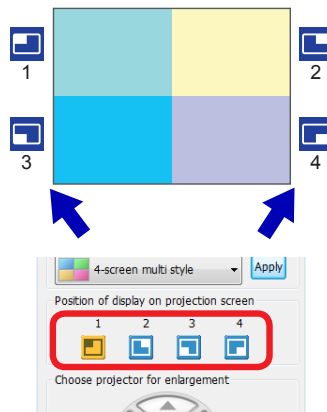 1 2
3 4
4-screen multi style Apply
Position of display on projection screen
1 2 3 4
Choose projector for enlargement